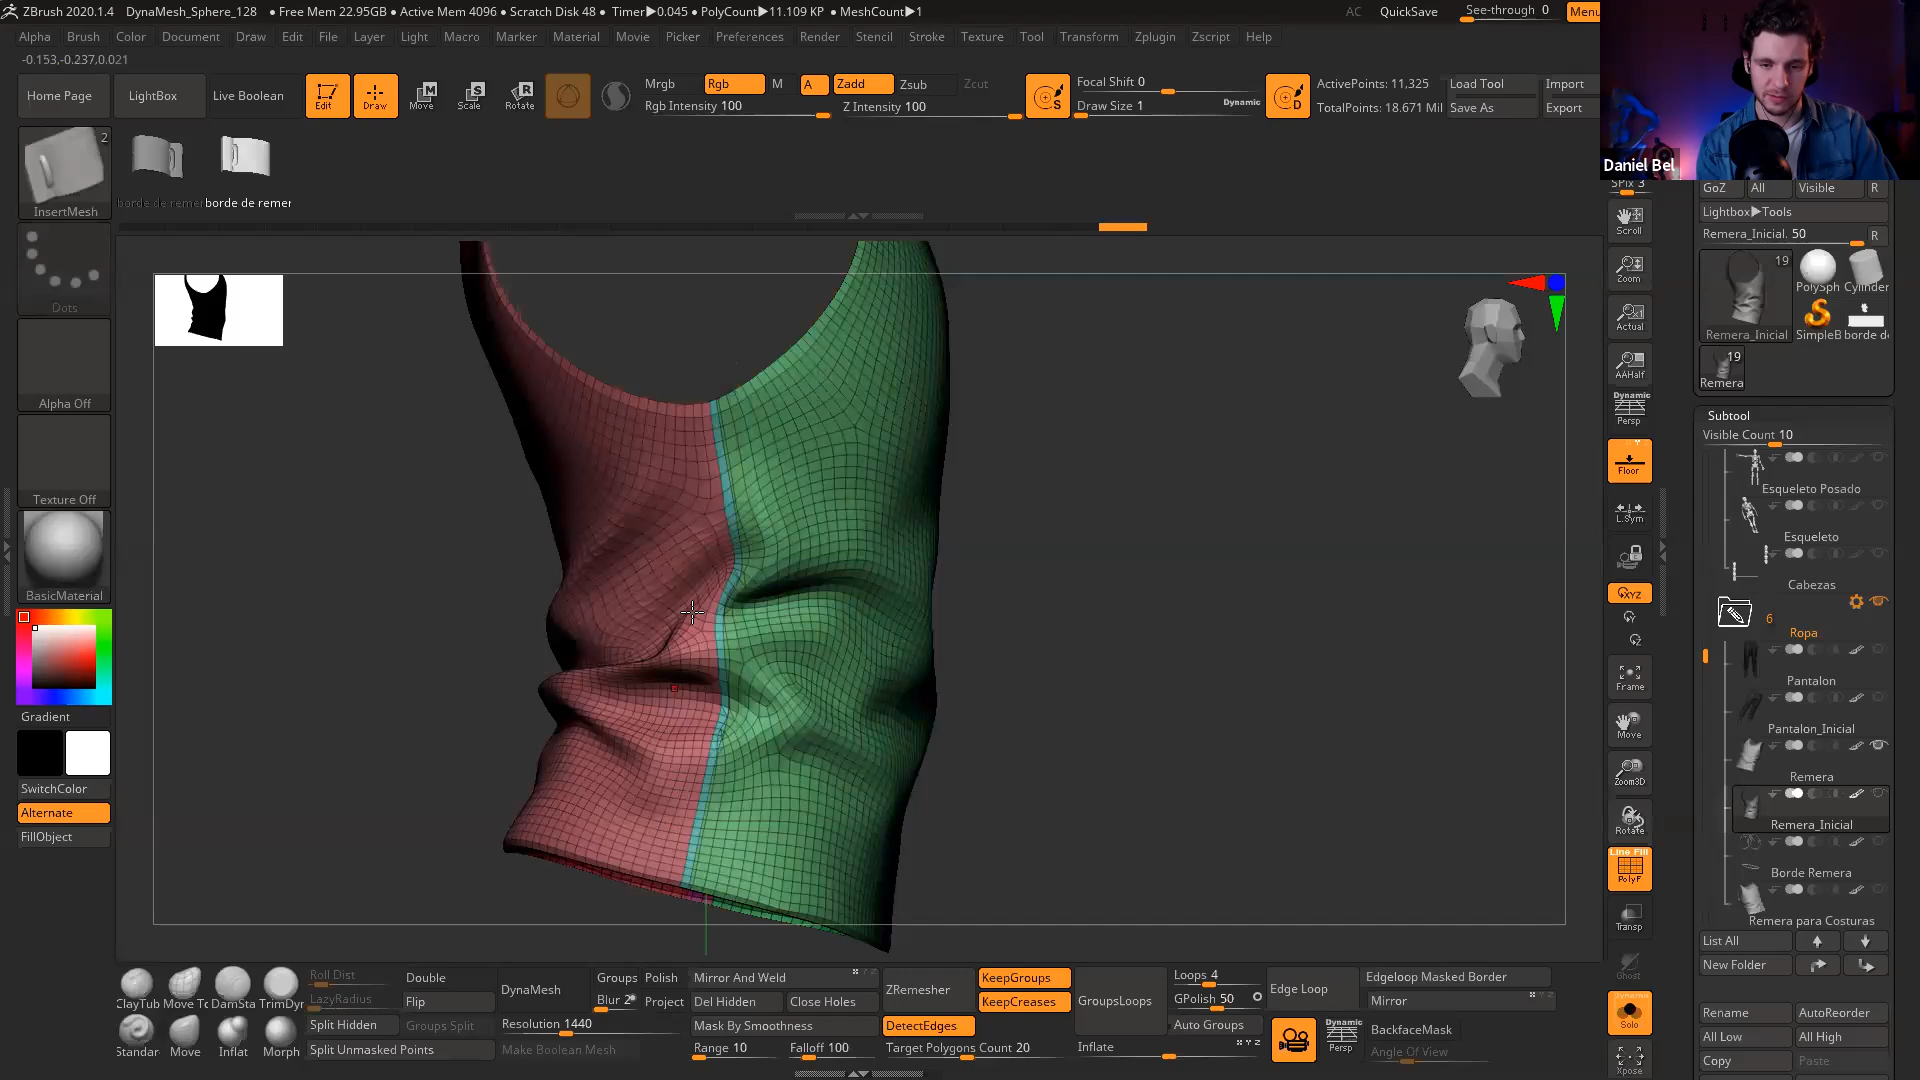 ZBrush 2020.1.4 DynaMesh_Sphere_128 ● Free Mem 22.95GB ● Active Mem 4096 ● Scratch Disk 48 ● Timer▶0.045 ● PolyCount▶11.109 KP ● MeshCount▶1 AC QuickSave See-through 0 Menu
Alpha Brush Color Document Draw Edit File Layer Light Macro Marker Material Movie Picker Preferences Render Stencil Stroke Texture Tool Transform Zplugin Zscript Help
-0.153,-0.237,0.021
Home Page LightBox Live Boolean Edit Draw Move Scale Rotate
Mrgb Rgb M A Zadd Zsub Zcut
Rgb Intensity 100 Z Intensity 100
Focal Shift 0
Draw Size 1 Dynamic
S D
ActivePoints: 11,325 Load Tool Import
TotalPoints: 18.671 Mil Save As Export
Daniel Bel
2
InsertMesh
borde de remer borde de remer
Dots
Alpha Off
Texture Off
BasicMaterial
Gradient
SwitchColor
Alternate
FillObject
SPix 3
Scroll
Zoom
Actual
AAHalf
Dynamic
Persp
Floor
L.Sym
XYZ
Frame
Move
Zoom3D
Rotate
Line Fill
PolyF
Transp
Ghost
Dynamic
Solo
Xpose
GoZ All Visible R
Lightbox▶Tools
Remera_Inicial. 50 R
19
PolySph Cylinder
Remera_Inicial SimpleB borde d
19
Remera
Subtool
Visible Count 10
Esqueleto Posado
Esqueleto
Cabezas
6
Ropa
Pantalon
Pantalon_Inicial
Remera
Remera_Inicial
Borde Remera
Remera para Costuras
List All
New Folder
Rename AutoReorder
All Low All High
Copy Paste
ClayTub Move To DamSta TrimDyn
Standar Move Inflat Morph
Roll Dist Double
LazyRadius Flip
Split Hidden Groups Split
Split Unmasked Points
DynaMesh Groups Polish
Blur 2 Project
Resolution 1440
Make Boolean Mesh
Mirror And Weld
Del Hidden Close Holes
Mask By Smoothness
Range 10 Falloff 100
ZRemesher KeepGroups
KeepCreases
DetectEdges
Target Polygons Count 20
GroupsLoops Loops 4
GPolish 50
Auto Groups
Inflate
Edge Loop Edgeloop Masked Border
Mirror
Dynamic
Persp
BackfaceMask
Angle Of View